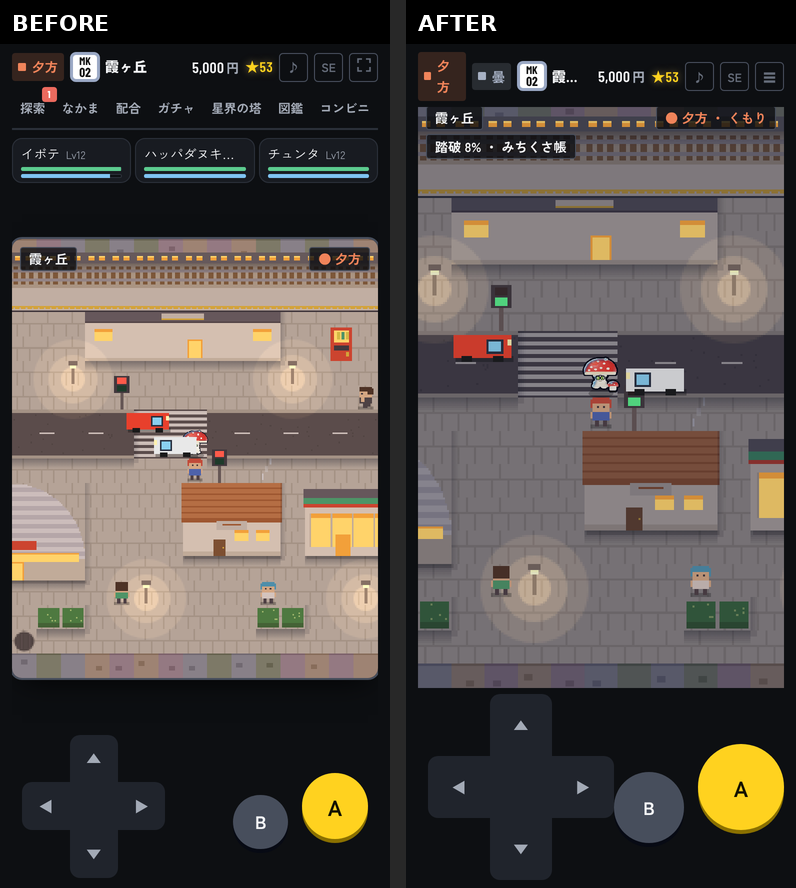 BEFORE
夕方
MK
02
霞ヶ丘
5,000円
★53
♪
SE
1
探索 なかま 配合 ガチャ 星界の塔 図鑑 コンビニ
イボテ Lv12
ハッパダヌキ…
チュンタ Lv12
霞ヶ丘
夕方
B
A
AFTER
夕
方
曇
MK
02
霞…
5,000円
★53
♪
SE
霞ヶ丘
夕方 ・ くもり
踏破 8% ・ みちくさ帳
B
A